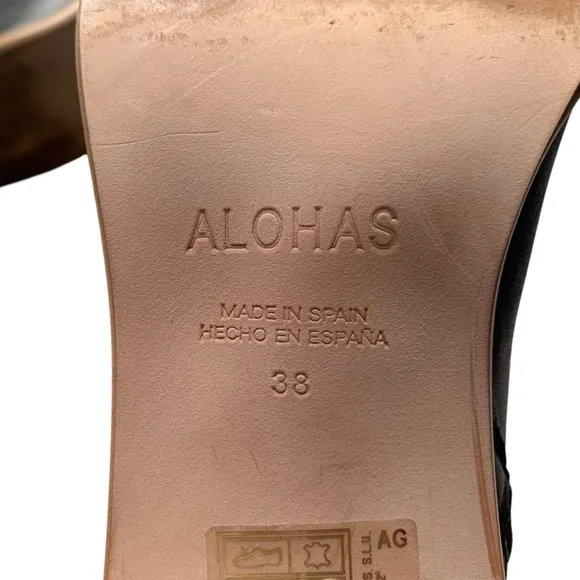 ALOHAS
MADE IN SPAIN
HECHO EN ESPAÑA
38
AG
S. S.L.U.